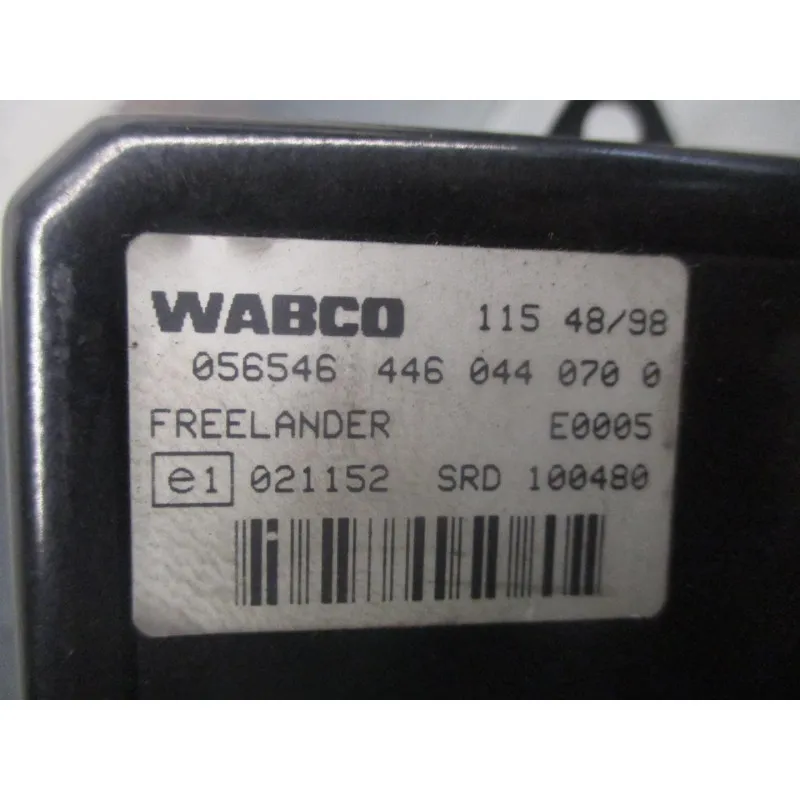 WABCO 115 48/98
056546 446 044 070 0
FREELANDER E0005
e1 021152 SRD 100480